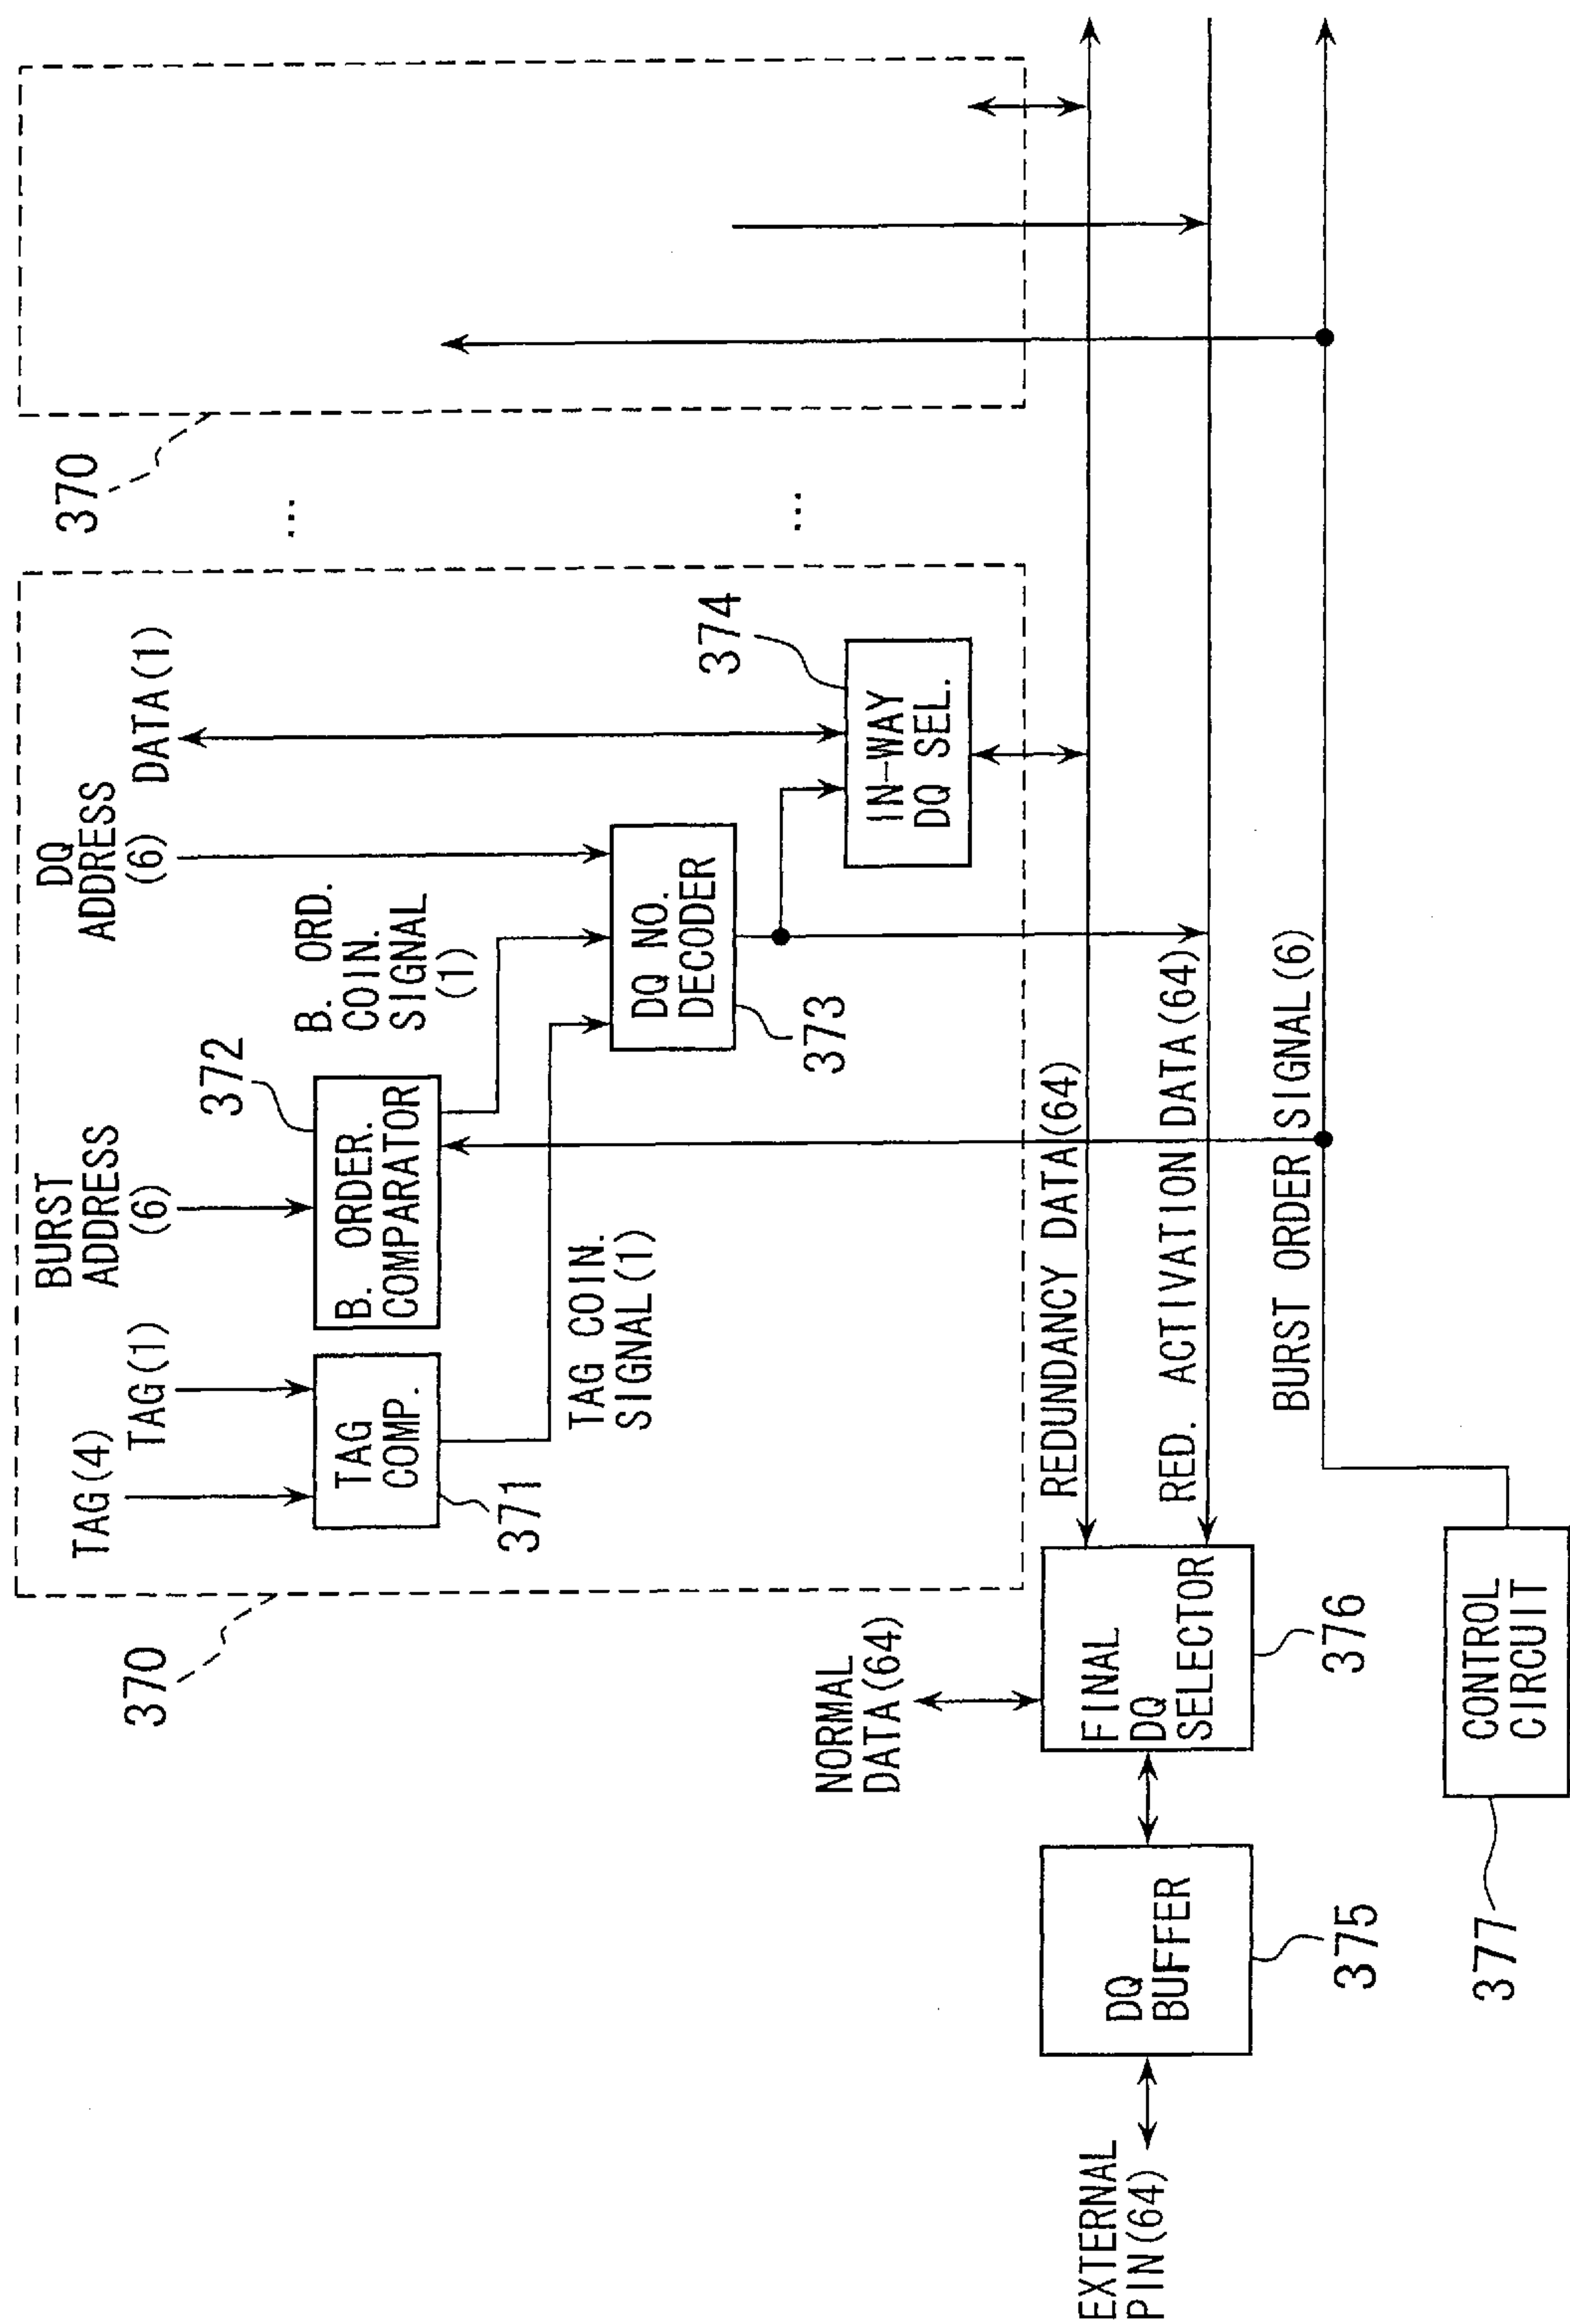 370
370
TAG(4)
TAG(1)
BURST
ADDRESS
(6)
DQ
ADDRESS
(6)
DATA(1)
TAG
COMP.
371
B. ORDER.
COMPARATOR
372
B. ORD.
COIN.
SIGNAL
(1)
TAG COIN.
SIGNAL(1)
DQ NO.
DECODER
373
IN-WAY
DQ SEL.
374
...
...
NORMAL
DATA(64)
REDUNDANCY DATA(64)
RED. ACTIVATION DATA(64)
BURST ORDER SIGNAL(6)
EXTERNAL
PIN(64)
DQ
BUFFER
375
FINAL
DQ
SELECTOR
376
CONTROL
CIRCUIT
377